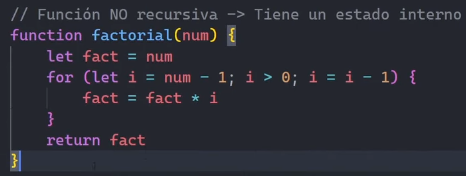 // Función NO recursiva -> Tiene un estado interno
function factorial(num) {
    let fact = num
    for (let i = num - 1; i > 0; i = i - 1) {
        fact = fact * i
    }
    return fact
}